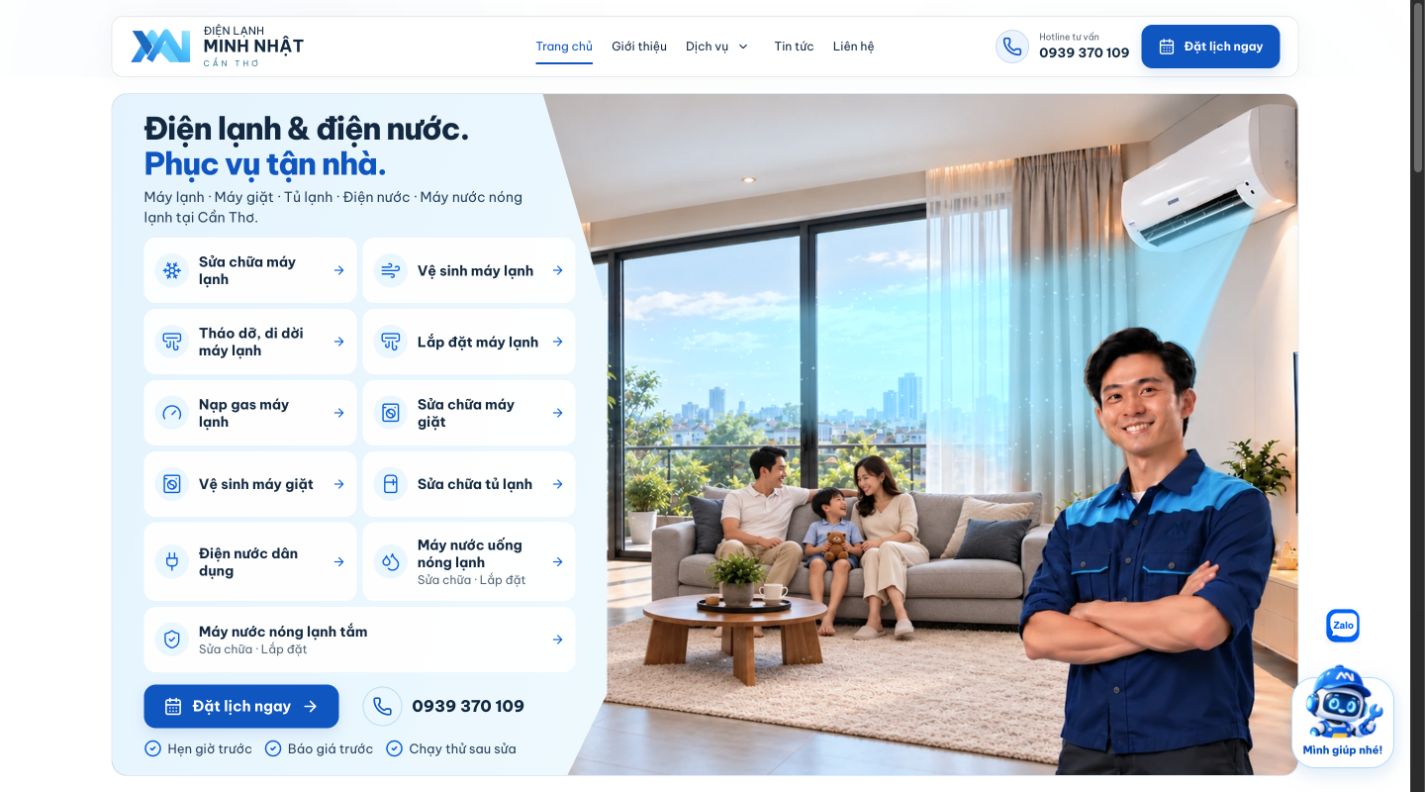 ĐIỆN LẠNH
MINH NHẬT
CẦN THƠ
Trang chủ
Giới thiệu
Dịch vụ
Tin tức
Liên hệ
Hotline tư vấn
0939 370 109
Đặt lịch ngay
Điện lạnh & điện nước.
Phục vụ tận nhà.
Máy lạnh · Máy giặt · Tủ lạnh · Điện nước · Máy nước nóng
lạnh tại Cần Thơ.
Sửa chữa máy
lạnh
Vệ sinh máy lạnh
Tháo dỡ, di dời
máy lạnh
Lắp đặt máy lạnh
Nạp gas máy
lạnh
Sửa chữa máy
giặt
Vệ sinh máy giặt
Sửa chữa tủ lạnh
Điện nước dân
dụng
Máy nước uống
nóng lạnh
Sửa chữa · Lắp đặt
Máy nước nóng lạnh tắm
Sửa chữa · Lắp đặt
Đặt lịch ngay
0939 370 109
Hẹn giờ trước
Báo giá trước
Chạy thử sau sửa
Zalo
Mình giúp nhé!